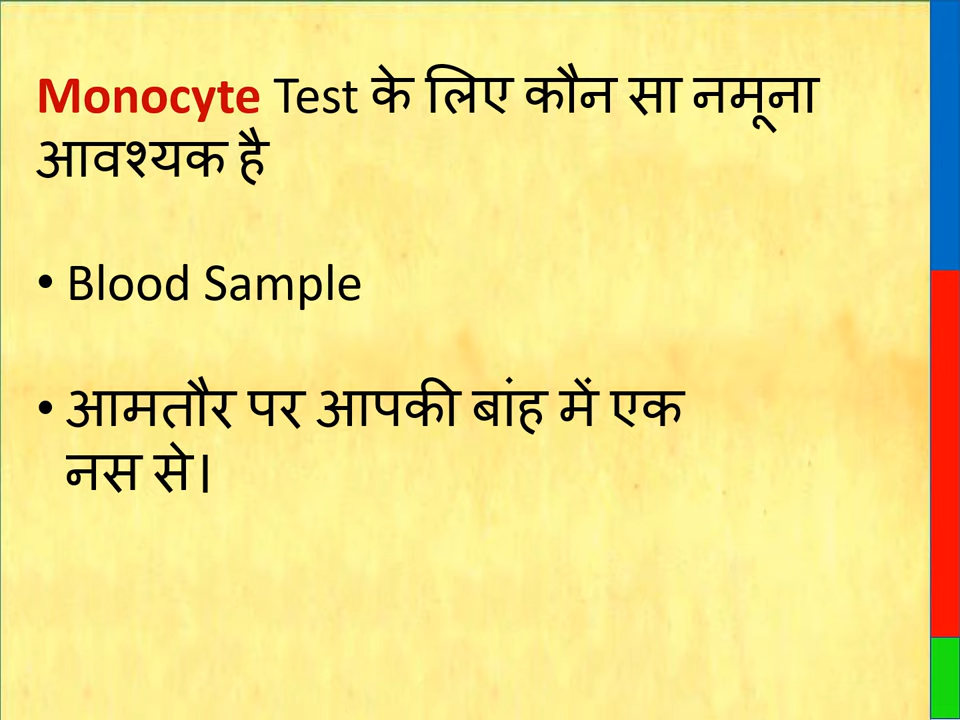 Monocyte Test के लिए कौन सा नमूना
आवश्यक है
• Blood Sample
• आमतौर पर आपकी बांह में एक
नस से।